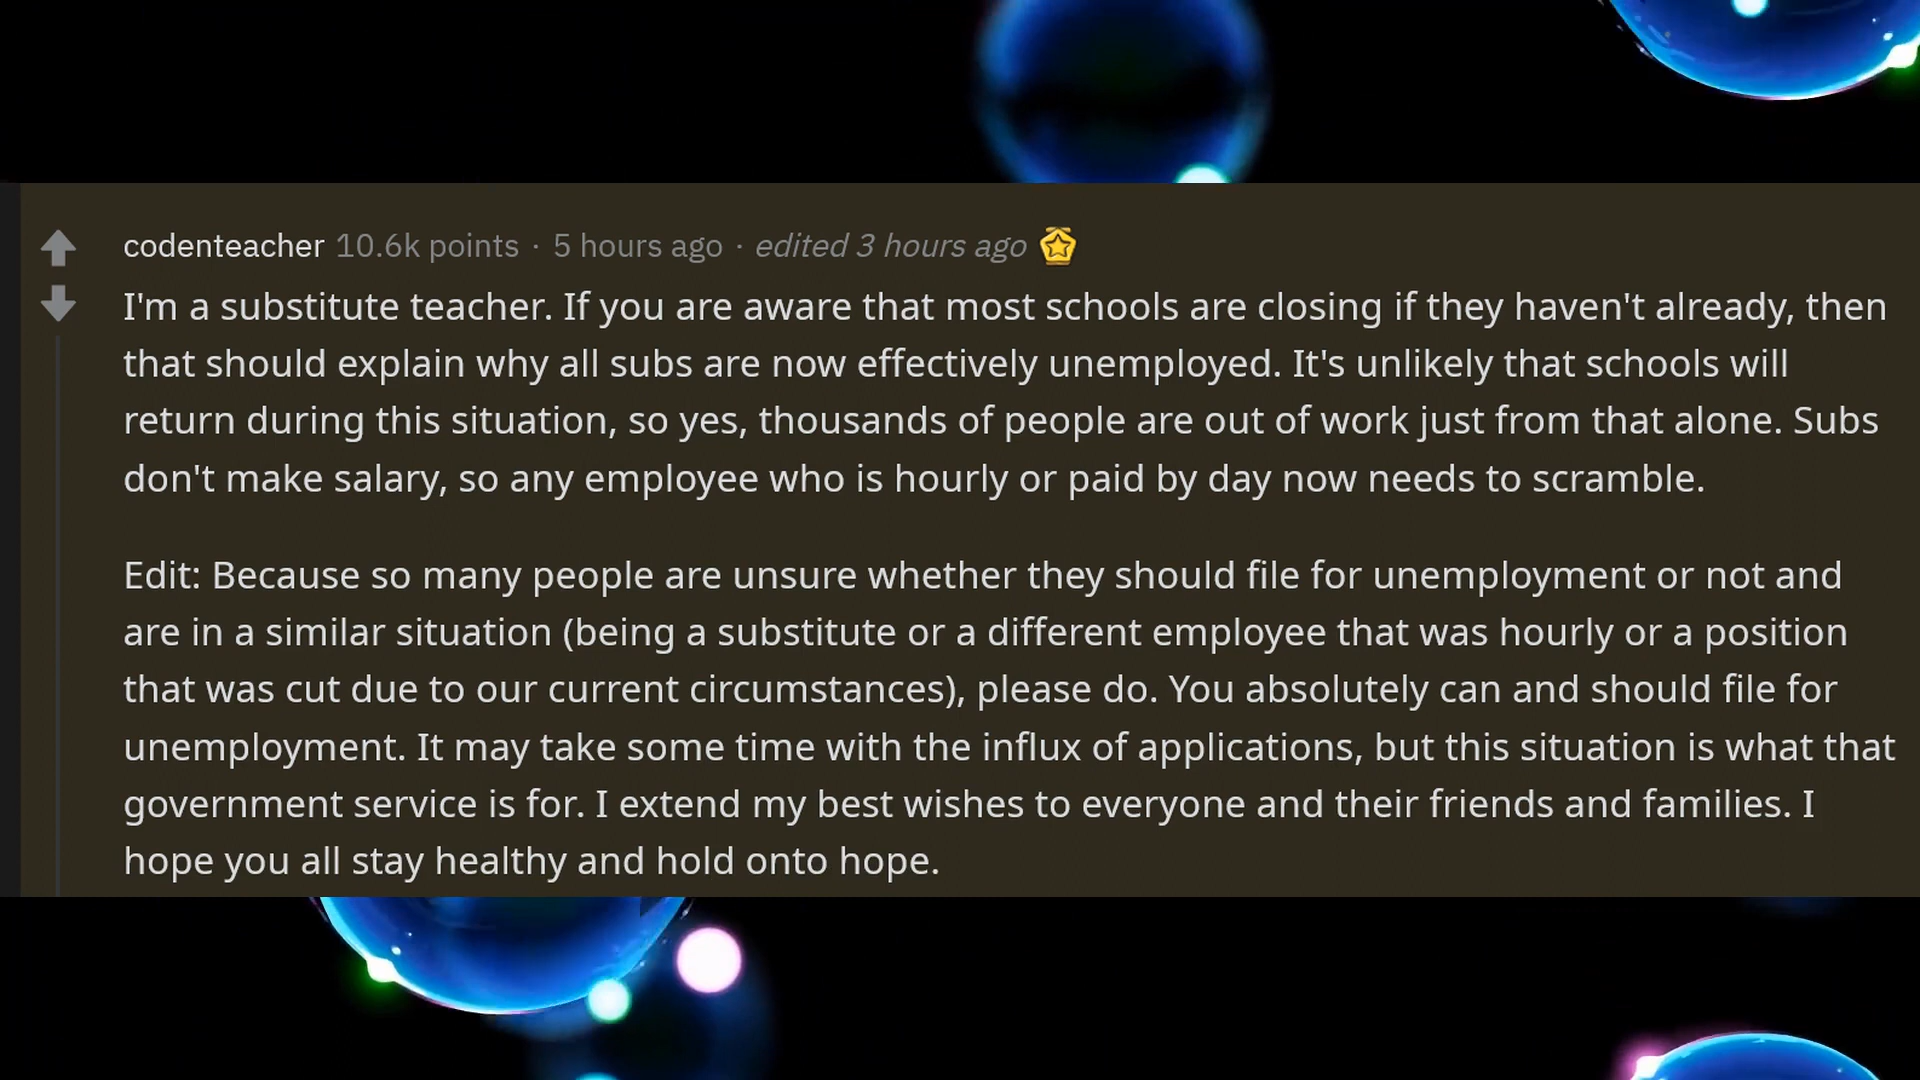 codenteacher 10.6k points · 5 hours ago · edited 3 hours ago
I'm a substitute teacher. If you are aware that most schools are closing if they haven't already, then
that should explain why all subs are now effectively unemployed. It's unlikely that schools will
return during this situation, so yes, thousands of people are out of work just from that alone. Subs
don't make salary, so any employee who is hourly or paid by day now needs to scramble.
Edit: Because so many people are unsure whether they should file for unemployment or not and
are in a similar situation (being a substitute or a different employee that was hourly or a position
that was cut due to our current circumstances), please do. You absolutely can and should file for
unemployment. It may take some time with the influx of applications, but this situation is what that
government service is for. I extend my best wishes to everyone and their friends and families. I
hope you all stay healthy and hold onto hope.